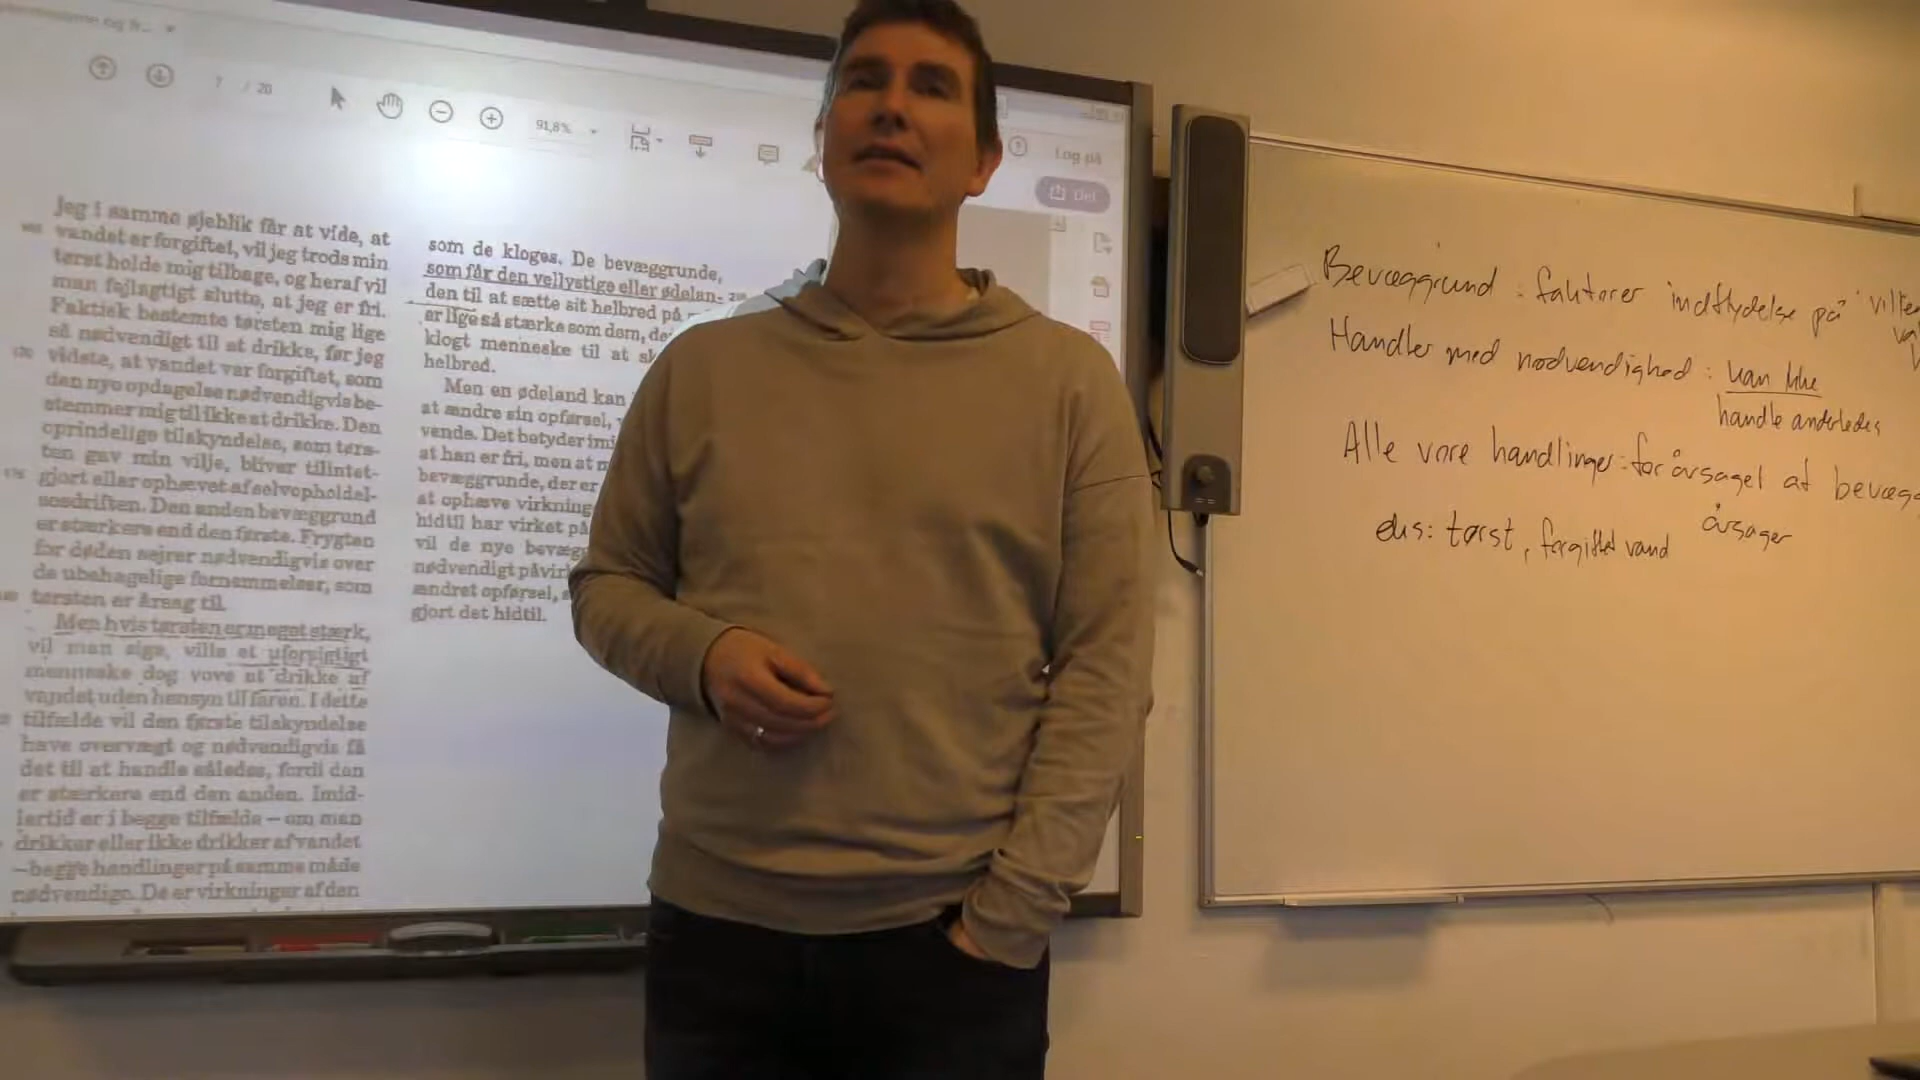 7 / 20
91,8%
Log på
Del
Jeg i samme øjeblik får at vide, at
vandet er forgiftet, vil jeg trods min
tørst holde mig tilbage, og heraf vil
man fejlagtigt slutte, at jeg er fri.
Faktisk bestemte tørsten mig lige
så nødvendigt til at drikke, før jeg
vidste, at vandet var forgiftet, som
den nye opdagelse nødvendigvis be-
stemmer mig til ikke at drikke. Den
oprindelige tilskyndelse, som tørs-
ten gav min vilje, bliver tilintet-
gjort eller ophævet af selvopholdel-
sesdriften. Den anden bevæggrund
er stærkere end den første. Frygten
for døden sejrer nødvendigvis over
de ubehagelige fornemmelser, som
tørsten er årsag til.
Men hvis tørsten er meget stærk,
vil man sige, ville et uforsigtigt
menneske dog vove at drikke af
vandet uden hensyn til faren. I dette
tilfælde vil den første tilskyndelse
have overvægt og nødvendigvis få
det til at handle således, fordi den
er stærkere end den anden. Imid-
lertid er i begge tilfælde – om man
drikker eller ikke drikker af vandet
– begge handlinger på samme måde
nødvendige. De er virkninger af den
som de kloges. De bevæggrunde,
som får den vellystige eller ødelan-
den til at sætte sit helbred på
er lige så stærke som dem, de
klogt menneske til at
helbred.
Men en ødeland kan
at ændre sin opførsel,
vende. Det betyder
at han er fri, men at
bevæggrunde, der er
at ophæve virkning
hidtil har virket på
vil de nye bevæg
nødvendigt påvirk
ændret opførsel,
gjort det hidtil.
Bevæggrund : faktorer indflydelse på
Handler med nødvendighed : kan ikke
handle anderledes
Alle vore handlinger : forårsaget af bevæg
årsager
eks: tørst, forgiftet vand